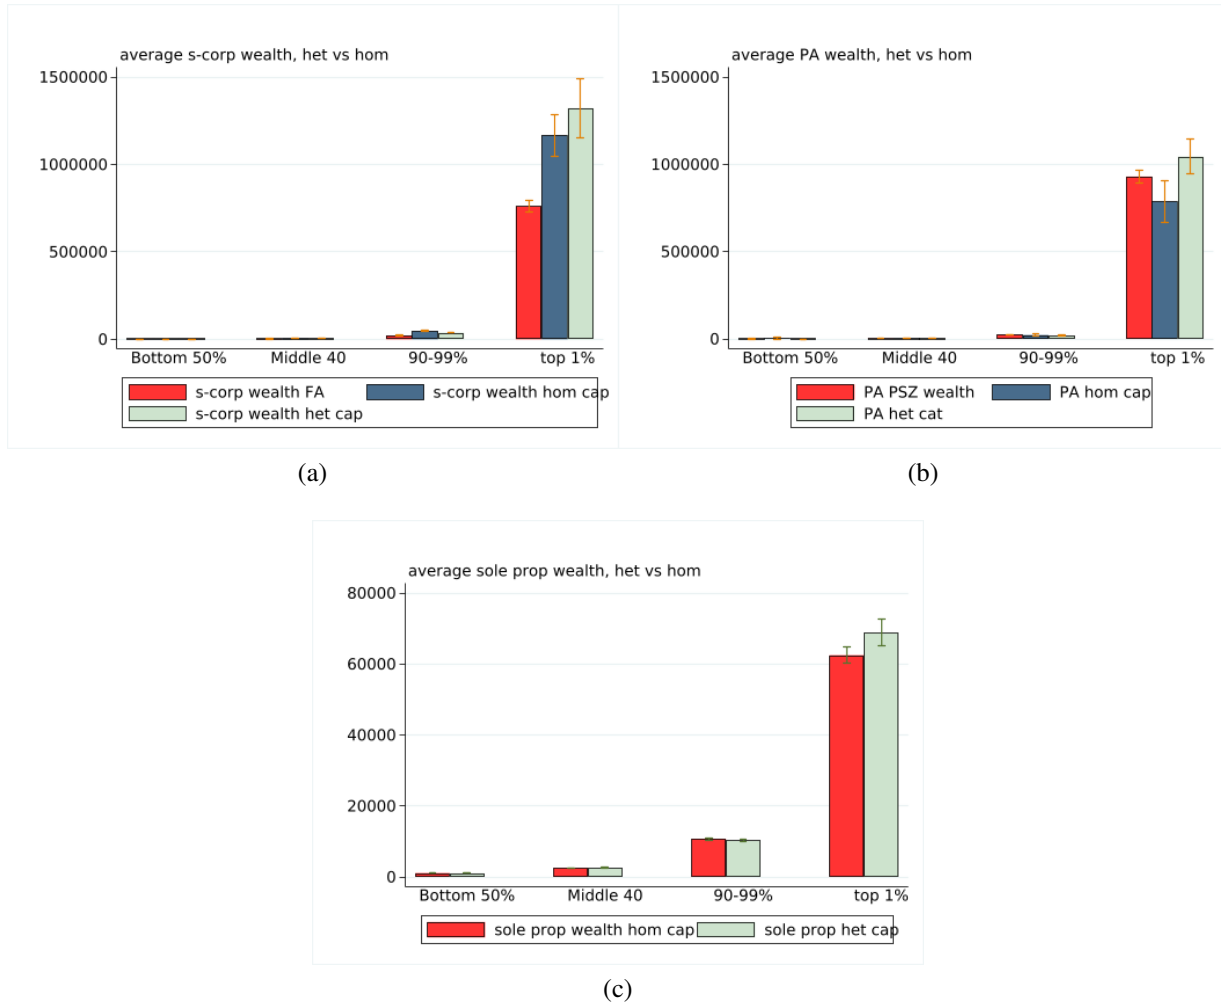 average s-corp wealth, het vs hom
1500000
1000000
500000
0
Bottom 50% Middle 40 90-99% top 1%
s-corp wealth FA s-corp wealth hom cap
s-corp wealth het cap
(a)
average PA wealth, het vs hom
1500000
1000000
500000
0
Bottom 50% Middle 40 90-99% top 1%
PA PSZ wealth PA hom cap
PA het cat
(b)
average sole prop wealth, het vs hom
80000
60000
40000
20000
0
Bottom 50% Middle 40 90-99% top 1%
sole prop wealth hom cap sole prop het cap
(c)